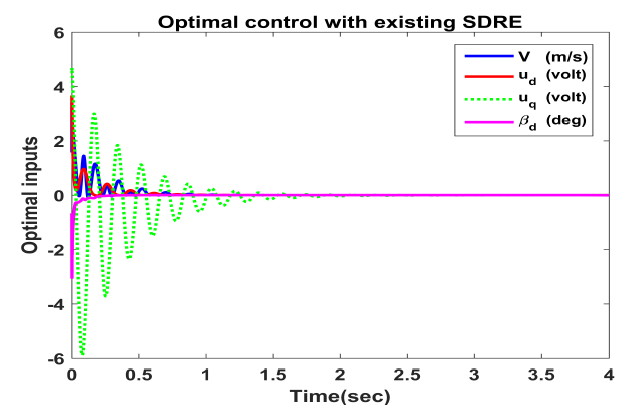 Optimal control with existing SDRE
V (m/s)
u_d (volt)
u_q (volt)
β_d (deg)
Optimal inputs
6
4
2
0
-2
-4
-6
0 0.5 1 1.5 2 2.5 3 3.5 4
Time(sec)